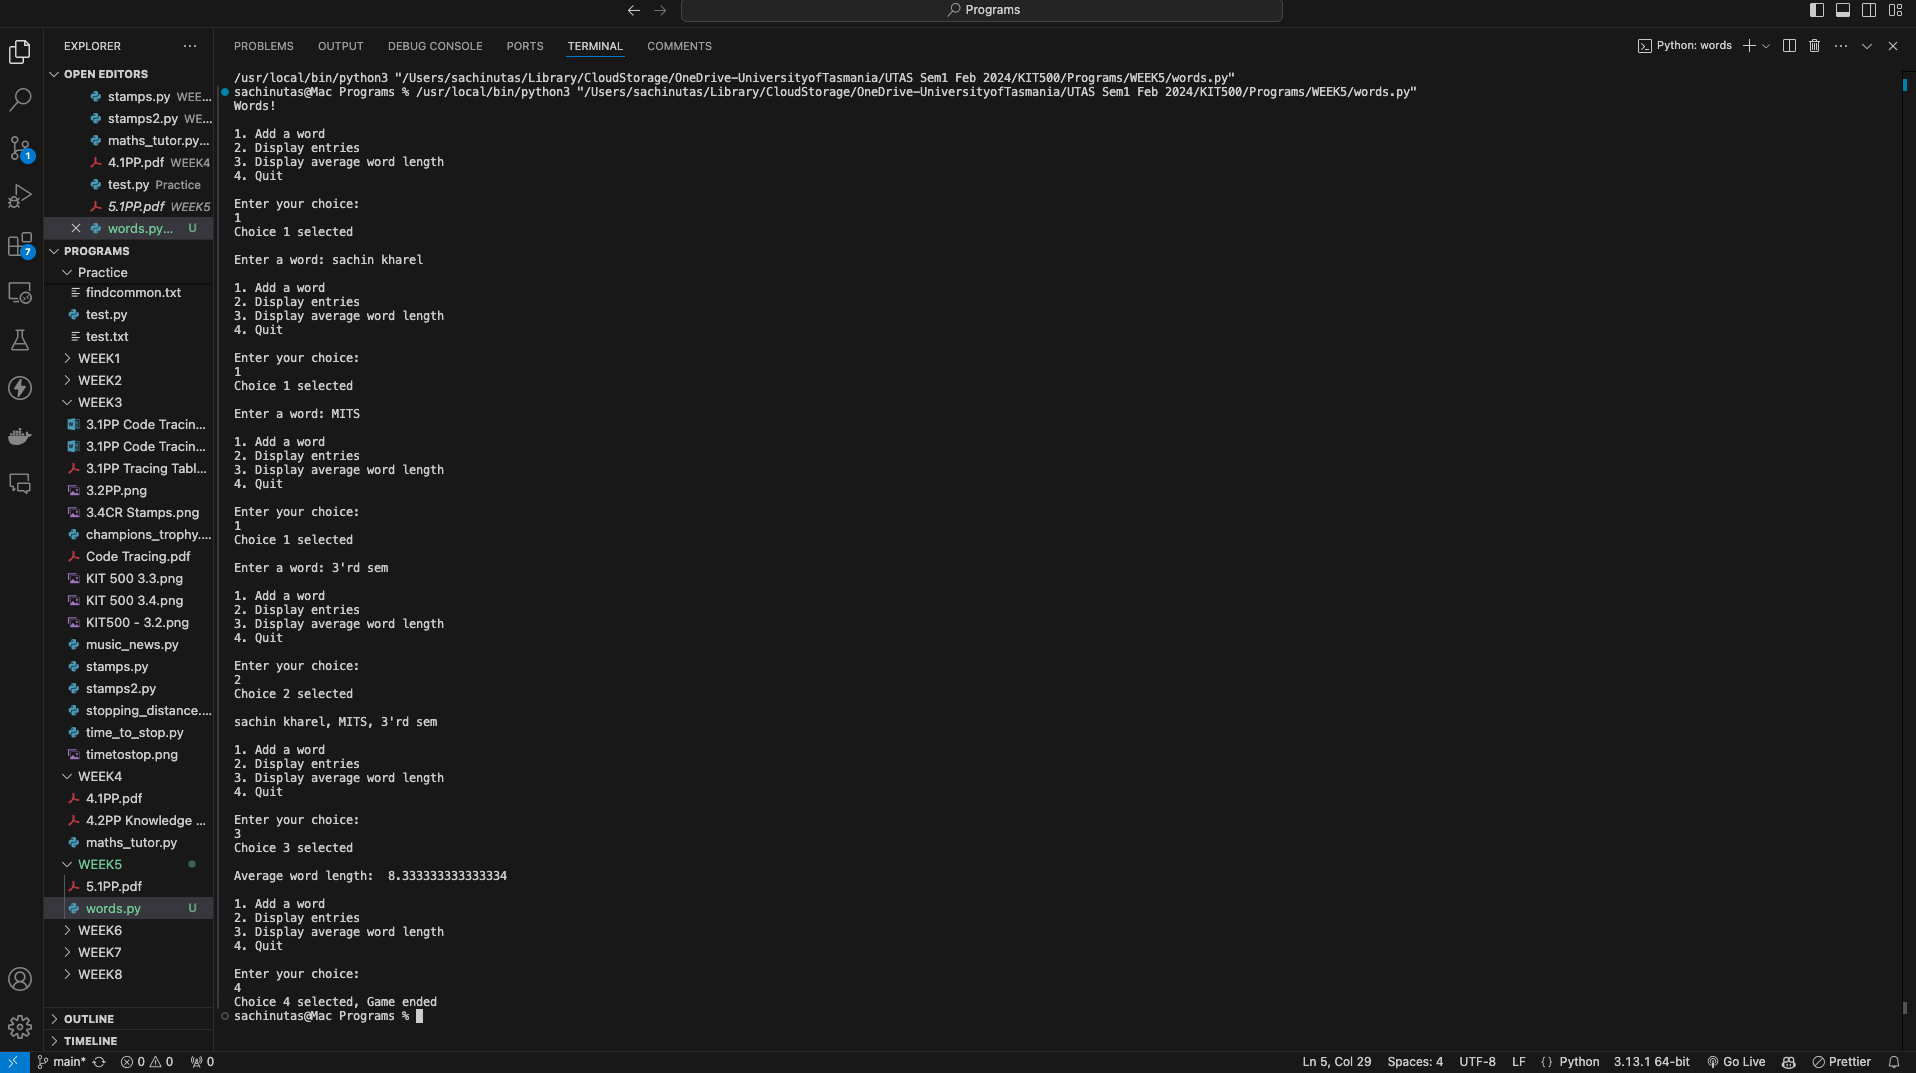 Programs
EXPLORER ...
OPEN EDITORS
stamps.py WEE...
stamps2.py WE...
maths_tutor.py...
4.1PP.pdf WEEK4
test.py Practice
5.1PP.pdf WEEK5
words.py... U
PROGRAMS
Practice
findcommon.txt
test.py
test.txt
WEEK1
WEEK2
WEEK3
3.1PP Code Tracin...
3.1PP Code Tracin...
3.1PP Tracing Tabl...
3.2PP.png
3.4CR Stamps.png
champions_trophy....
Code Tracing.pdf
KIT 500 3.3.png
KIT 500 3.4.png
KIT500 - 3.2.png
music_news.py
stamps.py
stamps2.py
stopping_distance....
time_to_stop.py
timetostop.png
WEEK4
4.1PP.pdf
4.2PP Knowledge ...
maths_tutor.py
WEEK5
5.1PP.pdf
words.py U
WEEK6
WEEK7
WEEK8
OUTLINE
TIMELINE
1
7
PROBLEMS OUTPUT DEBUG CONSOLE PORTS TERMINAL COMMENTS
Python: words
/usr/local/bin/python3 "/Users/sachinutas/Library/CloudStorage/OneDrive-UniversityofTasmania/UTAS Sem1 Feb 2024/KIT500/Programs/WEEK5/words.py"
sachinutas@Mac Programs % /usr/local/bin/python3 "/Users/sachinutas/Library/CloudStorage/OneDrive-UniversityofTasmania/UTAS Sem1 Feb 2024/KIT500/Programs/WEEK5/words.py"
Words!
1. Add a word
2. Display entries
3. Display average word length
4. Quit
Enter your choice:
1
Choice 1 selected
Enter a word: sachin kharel
1. Add a word
2. Display entries
3. Display average word length
4. Quit
Enter your choice:
1
Choice 1 selected
Enter a word: MITS
1. Add a word
2. Display entries
3. Display average word length
4. Quit
Enter your choice:
1
Choice 1 selected
Enter a word: 3'rd sem
1. Add a word
2. Display entries
3. Display average word length
4. Quit
Enter your choice:
2
Choice 2 selected
sachin kharel, MITS, 3'rd sem
1. Add a word
2. Display entries
3. Display average word length
4. Quit
Enter your choice:
3
Choice 3 selected
Average word length:  8.333333333333334
1. Add a word
2. Display entries
3. Display average word length
4. Quit
Enter your choice:
4
Choice 4 selected, Game ended
sachinutas@Mac Programs %
main* 0 0 0 Ln 5, Col 29 Spaces: 4 UTF-8 LF {} Python 3.13.1 64-bit Go Live Prettier